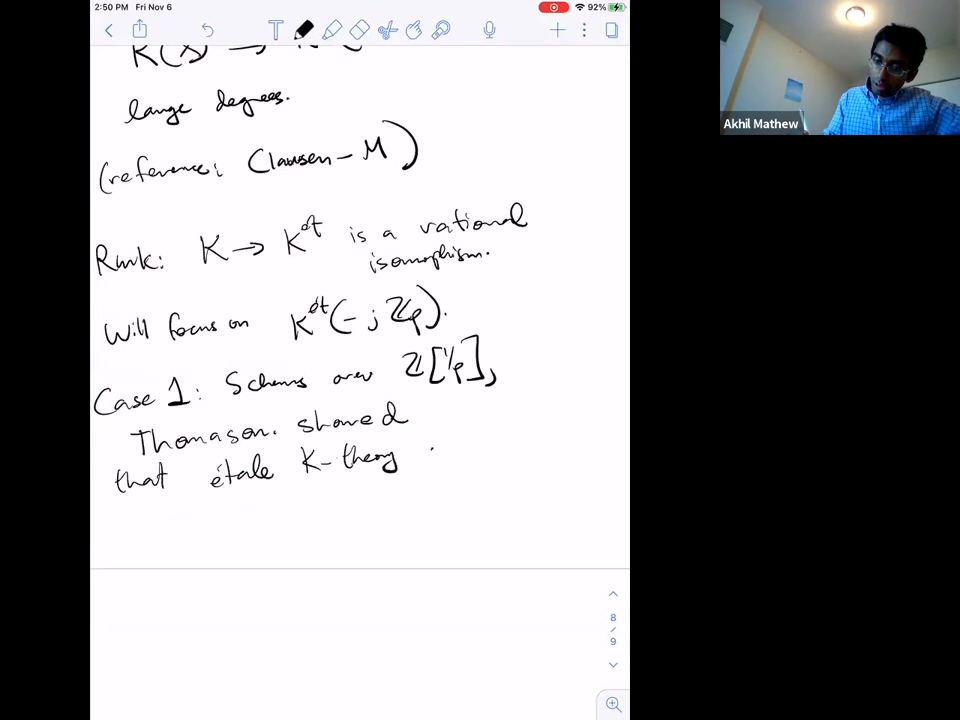 2:50 PM Fri Nov 6
92%
K(X) →
large degrees.
(reference: Clausen – M)
Rmk: K → K^ét is a rational
isomorphism.
Will focus on K^ét(-; ℤ_p).
Case 1: Schemes over ℤ[1/p],
Thomason. showed
that étale K-theory
8
/
9
Akhil Mathew